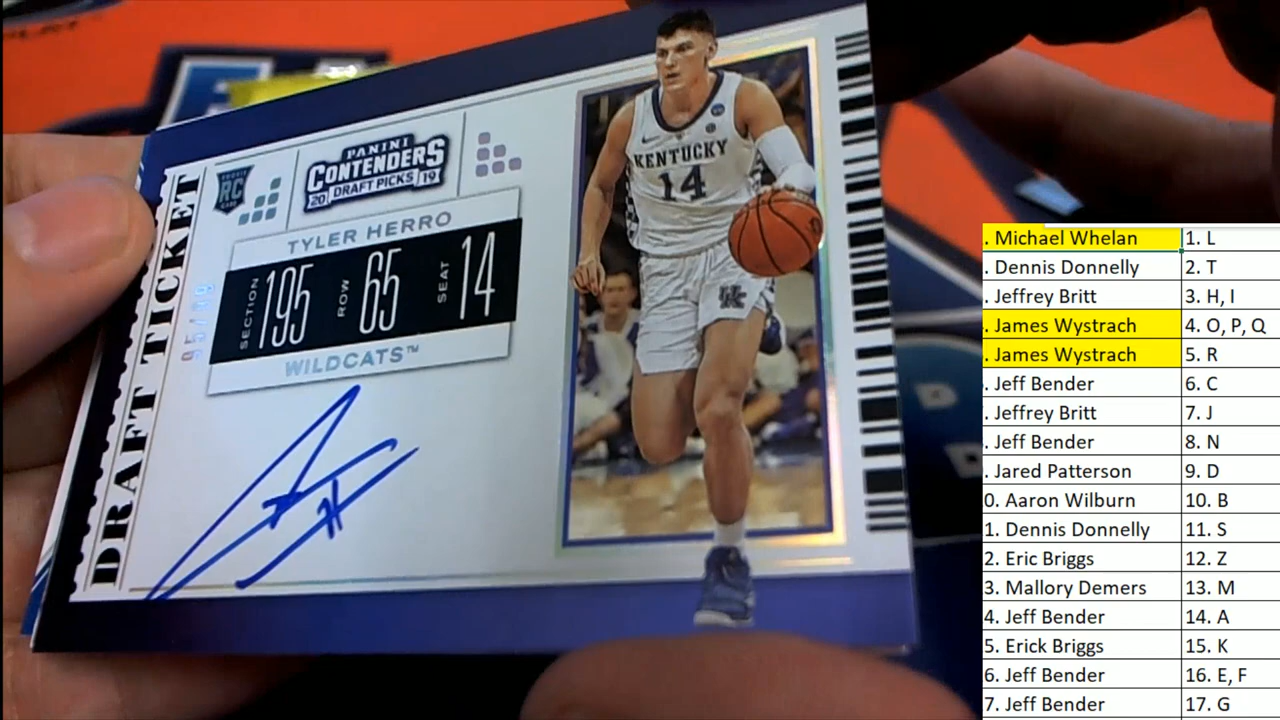 DRAFT TICKET
RC
PANINI
CONTENDERS
20 DRAFT PICKS 19
TYLER HERRO
SECTION 195 ROW 65 SEAT 14
WILDCATS™
KENTUCKY
14
UK
. Michael Whelan 1. L
. Dennis Donnelly 2. T
. Jeffrey Britt 3. H, I
. James Wystrach 4. O, P, Q
. James Wystrach 5. R
. Jeff Bender 6. C
. Jeffrey Britt 7. J
. Jeff Bender 8. N
. Jared Patterson 9. D
0. Aaron Wilburn 10. B
1. Dennis Donnelly 11. S
2. Eric Briggs 12. Z
3. Mallory Demers 13. M
4. Jeff Bender 14. A
5. Erick Briggs 15. K
6. Jeff Bender 16. E, F
7. Jeff Bender 17. G